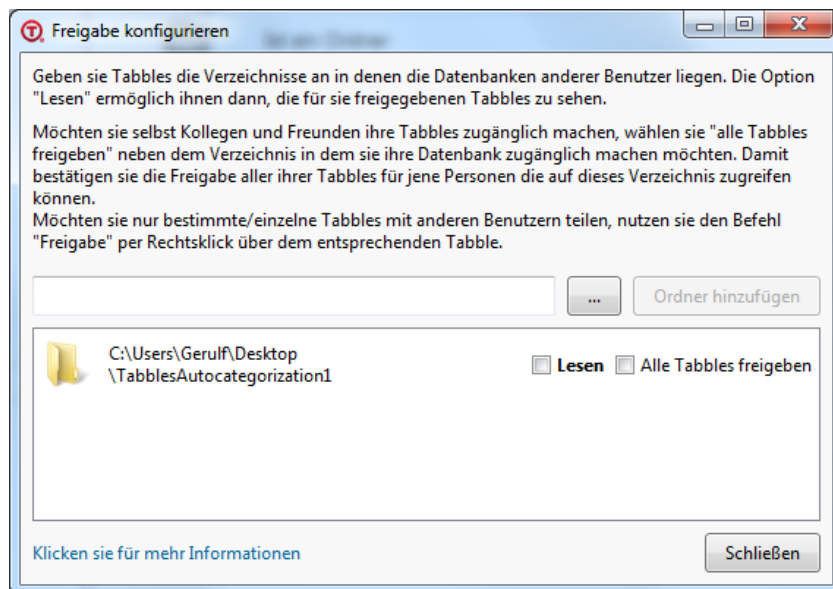 Freigabe konfigurieren
Geben sie Tabbles die Verzeichnisse an in denen die Datenbanken anderer Benutzer liegen. Die Option
"Lesen" ermöglich ihnen dann, die für sie freigegebenen Tabbles zu sehen.
Möchten sie selbst Kollegen und Freunden ihre Tabbles zugänglich machen, wählen sie "alle Tabbles
freigeben" neben dem Verzeichnis in dem sie ihre Datenbank zugänglich machen möchten. Damit
bestätigen sie die Freigabe aller ihrer Tabbles für jene Personen die auf dieses Verzeichnis zugreifen
können.
Möchten sie nur bestimmte/einzelne Tabbles mit anderen Benutzern teilen, nutzen sie den Befehl
"Freigabe" per Rechtsklick über dem entsprechenden Tabble.
... Ordner hinzufügen
C:\Users\Gerulf\Desktop
\TabblesAutocategorization1
Lesen Alle Tabbles freigeben
Klicken sie für mehr Informationen
Schließen